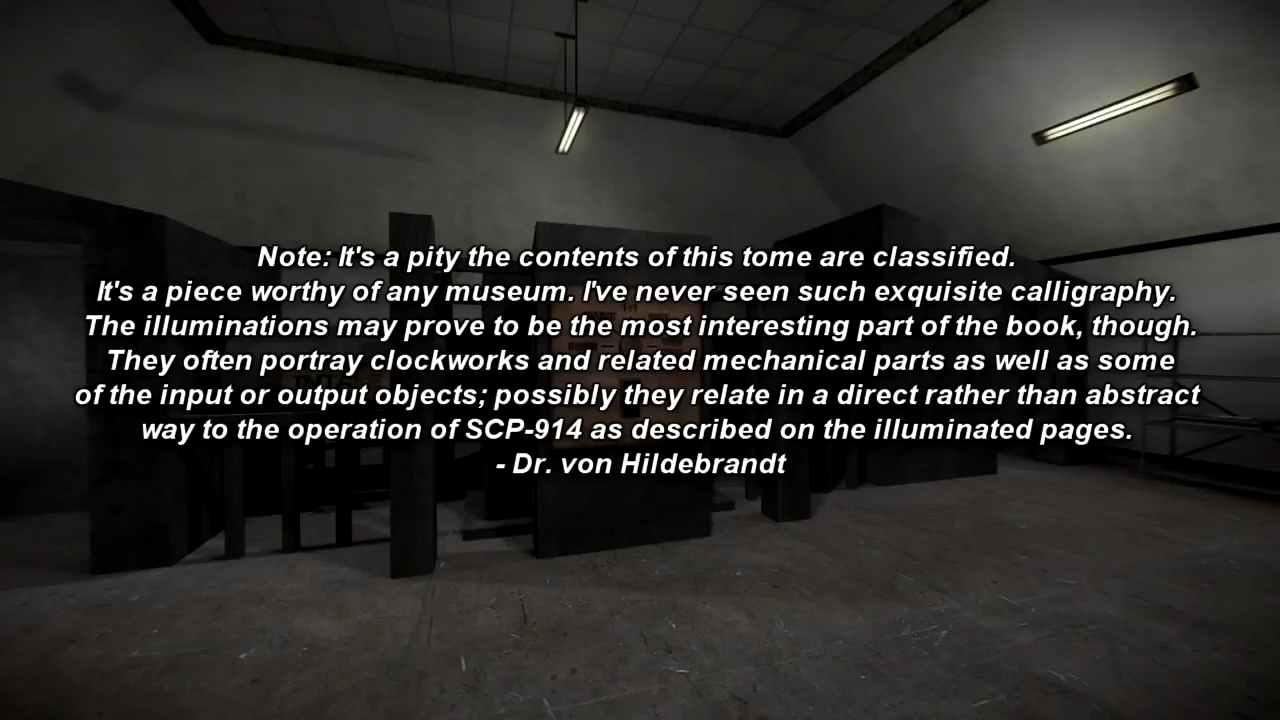 Note: It's a pity the contents of this tome are classified.
It's a piece worthy of any museum. I've never seen such exquisite calligraphy.
The illuminations may prove to be the most interesting part of the book, though.
They often portray clockworks and related mechanical parts as well as some
of the input or output objects; possibly they relate in a direct rather than abstract
way to the operation of SCP-914 as described on the illuminated pages.
- Dr. von Hildebrandt